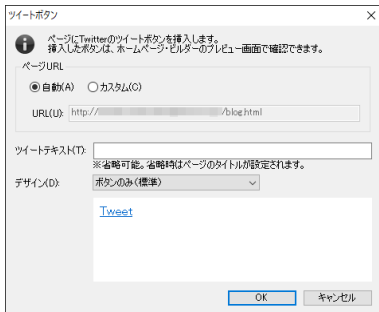 ツイートボタン
ページにTwitterのツイートボタンを挿入します。
挿入したボタンは、ホームページ・ビルダーのプレビュー画面で確認できます。
ページURL
自動(A) カスタム(C)
URL(U): http:// /blog.html
ツイートテキスト(T):
※省略可能。省略時はページのタイトルが設定されます。
デザイン(D): ボタンのみ(標準)
Tweet
OK キャンセル